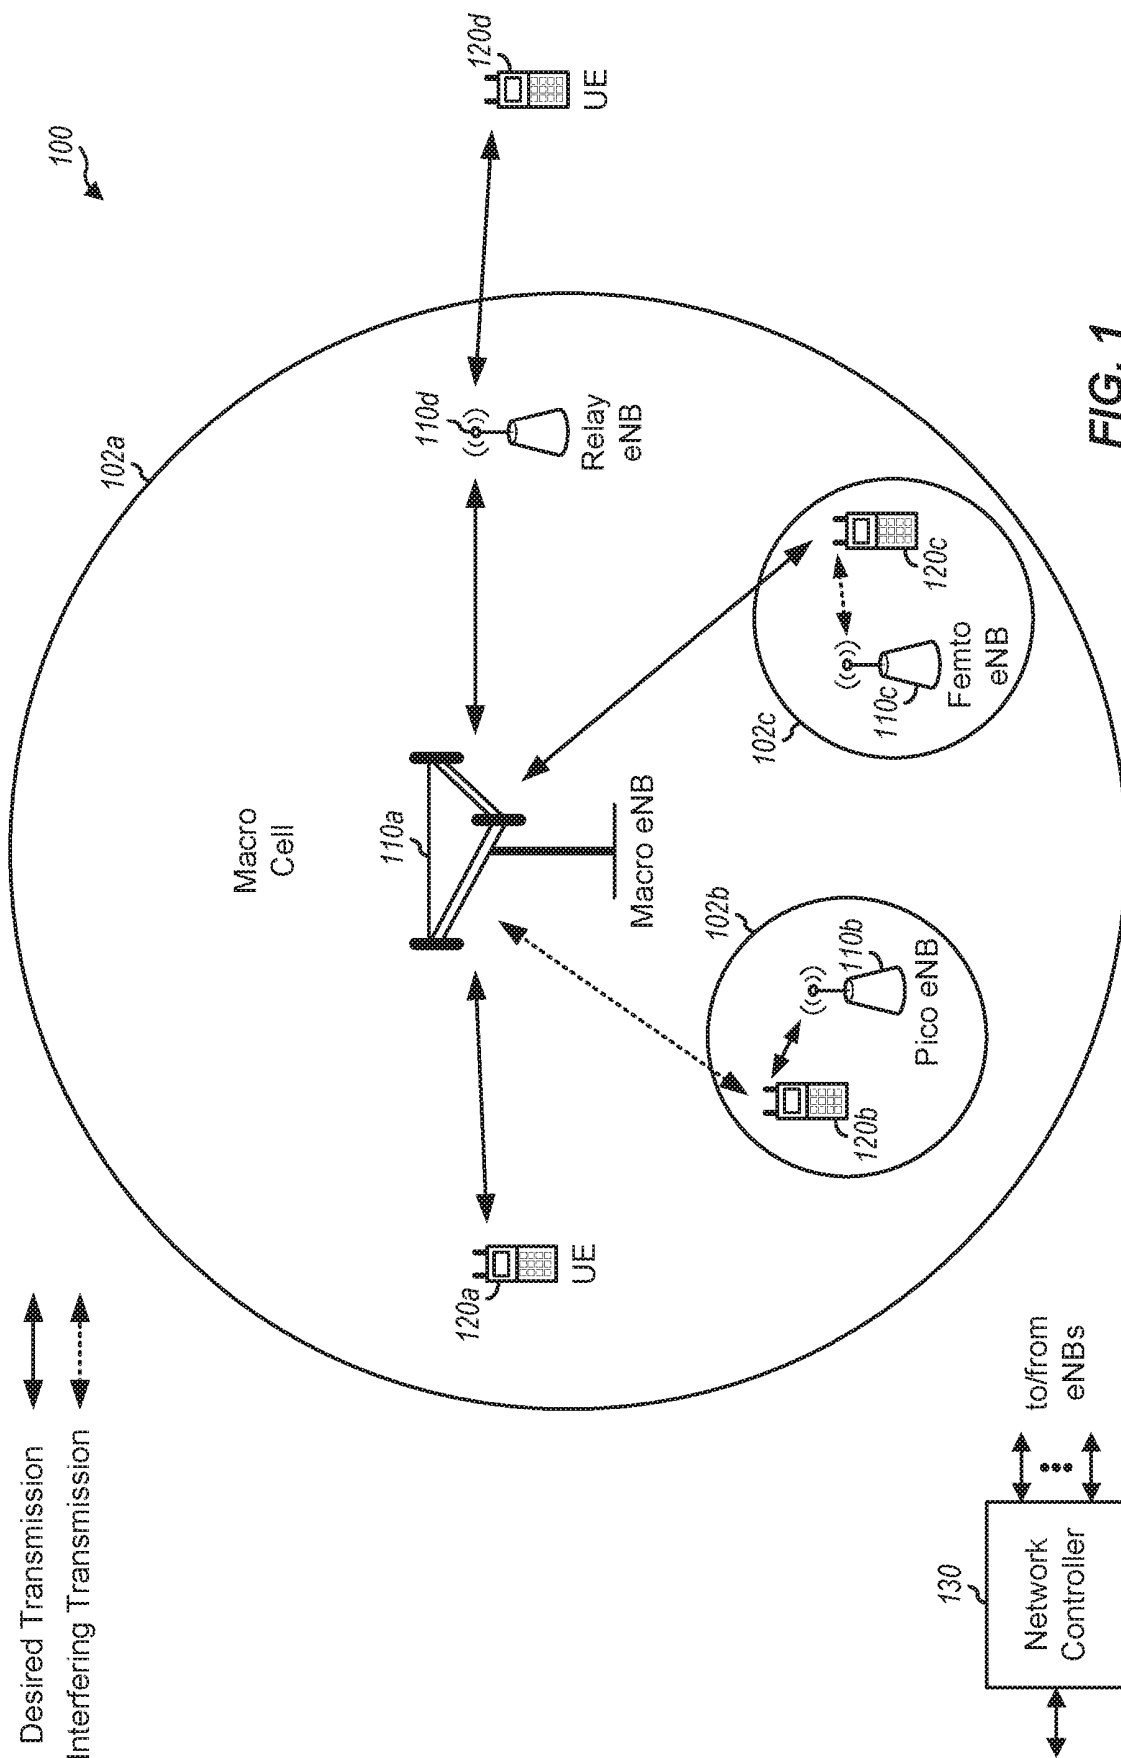 Desired Transmission
Interfering Transmission
100
102a
Macro
Cell
110a
Macro eNB
120a
UE
110d
Relay
eNB
120d
UE
102b
110b
Pico eNB
120b
102c
110c
Femto
eNB
120c
130
Network
Controller
to/from
eNBs
FIG. 1